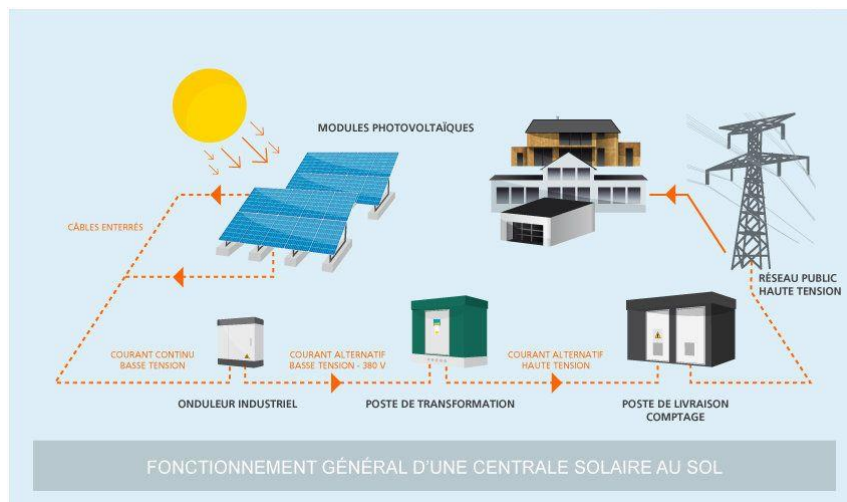 MODULES PHOTOVOLTAÏQUES
CÂBLES ENTERRÉS
RÉSEAU PUBLIC
HAUTE TENSION
COURANT CONTINU
BASSE TENSION
COURANT ALTERNATIF
BASSE TENSION - 380 V
COURANT ALTERNATIF
HAUTE TENSION
ONDULEUR INDUSTRIEL
POSTE DE TRANSFORMATION
POSTE DE LIVRAISON
COMPTAGE
FONCTIONNEMENT GÉNÉRAL D'UNE CENTRALE SOLAIRE AU SOL